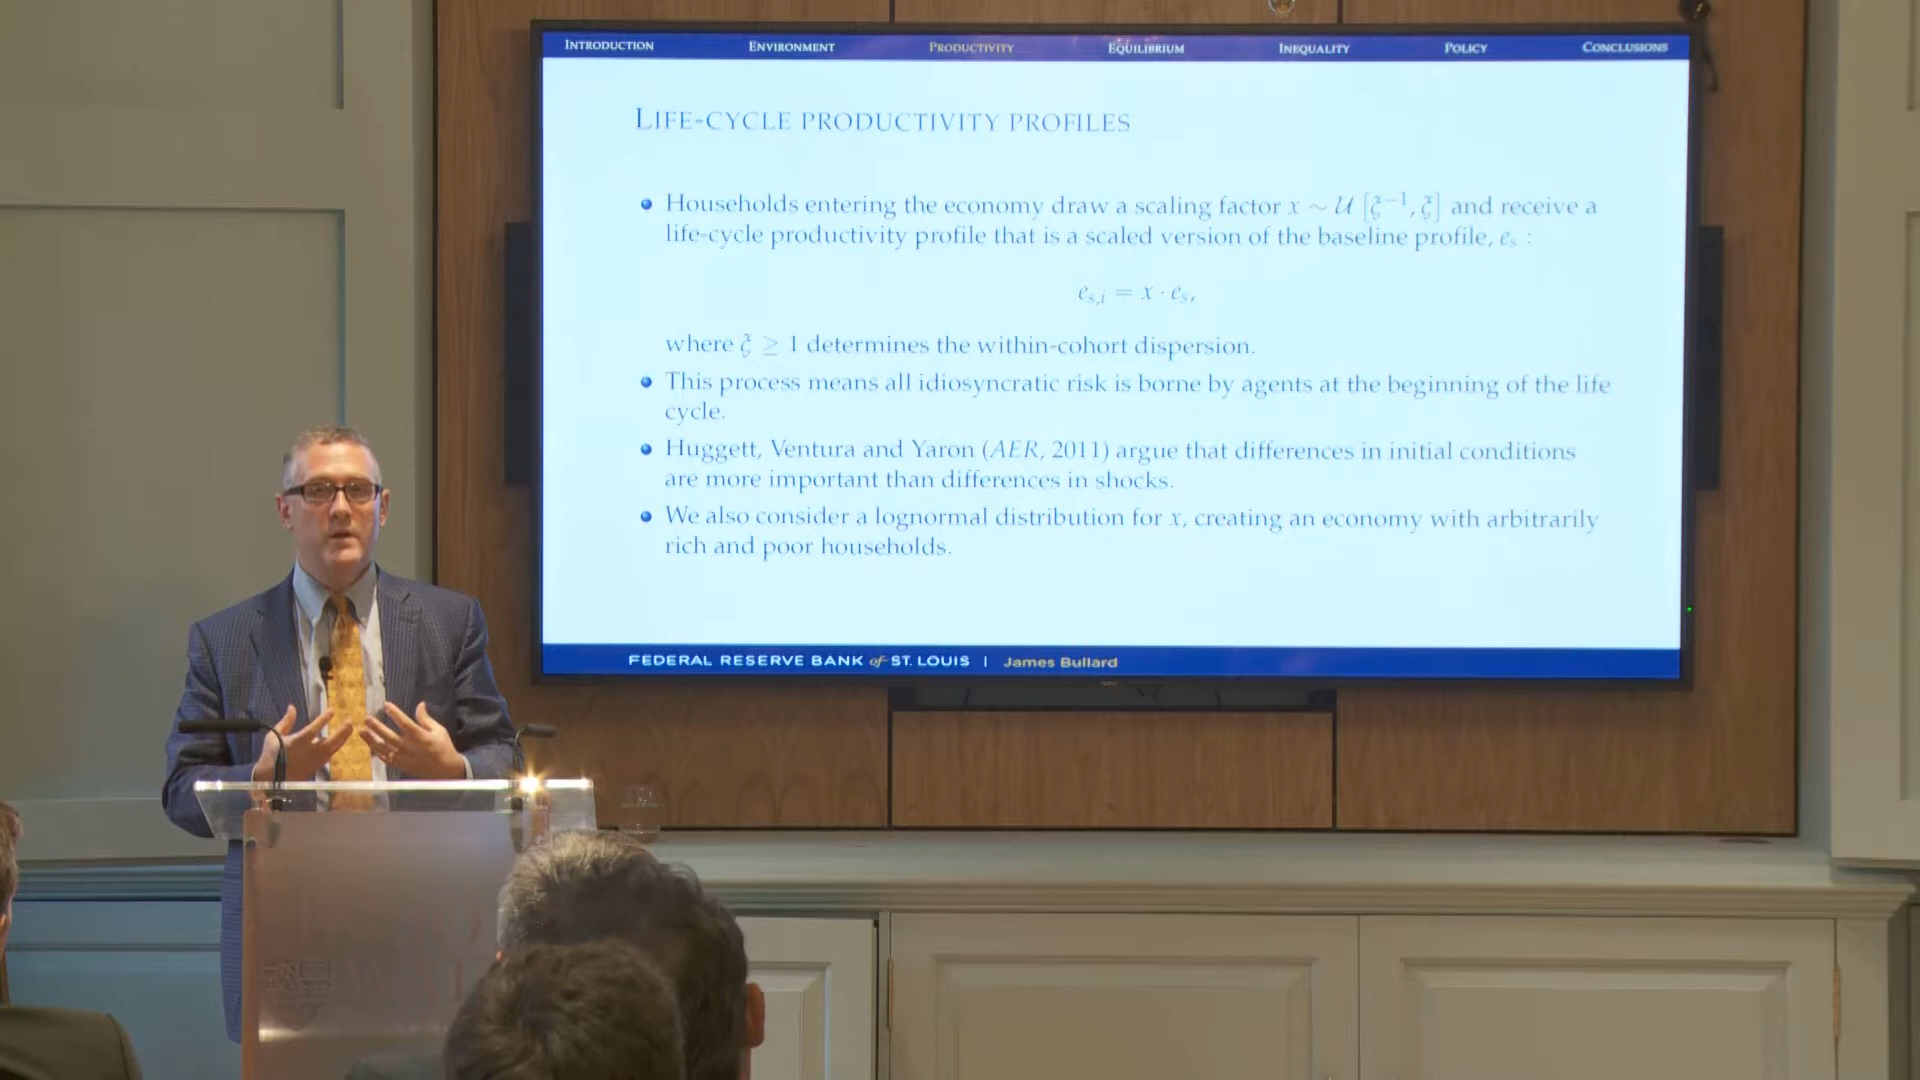 INTRODUCTION ENVIRONMENT PRODUCTIVITY EQUILIBRIUM INEQUALITY POLICY CONCLUSIONS
LIFE-CYCLE PRODUCTIVITY PROFILES
Households entering the economy draw a scaling factor x ~ U [ξ⁻¹, ξ] and receive a
life-cycle productivity profile that is a scaled version of the baseline profile, eₛ :
eₛ,ᵢ = x · eₛ,
where ξ ≥ 1 determines the within-cohort dispersion.
This process means all idiosyncratic risk is borne by agents at the beginning of the life
cycle.
Huggett, Ventura and Yaron (AER, 2011) argue that differences in initial conditions
are more important than differences in shocks.
We also consider a lognormal distribution for x, creating an economy with arbitrarily
rich and poor households.
FEDERAL RESERVE BANK of ST. LOUIS | James Bullard